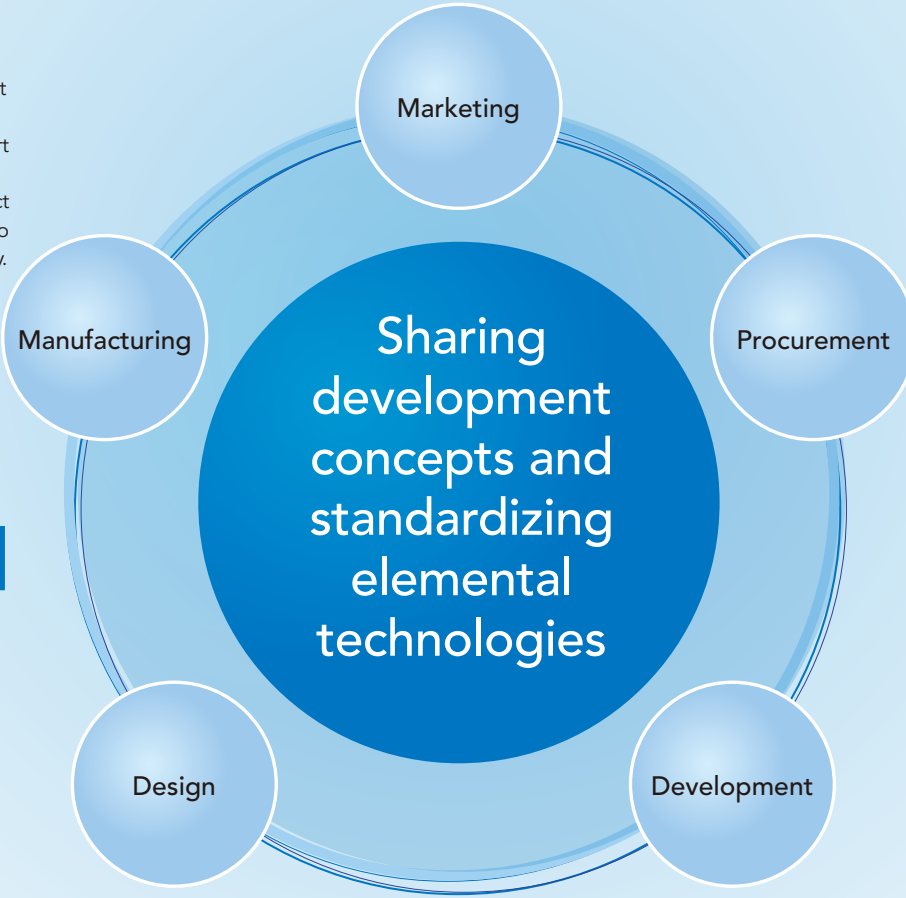 Marketing
Manufacturing
Procurement
Sharing
development
concepts and
standardizing
elemental
technologies
Design
Development